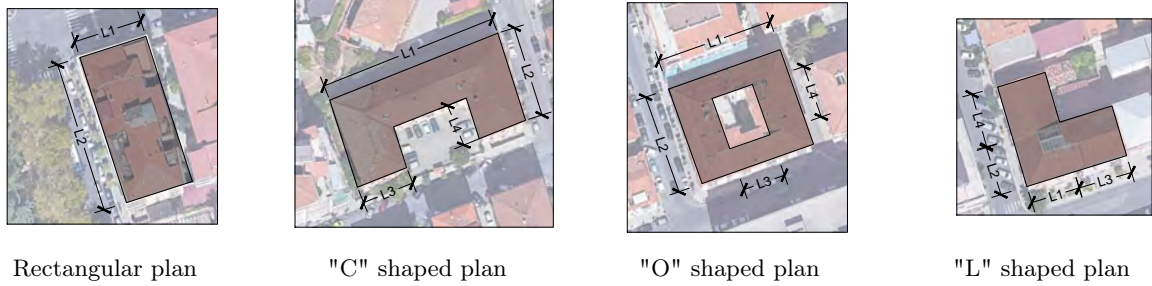 L1
L2
Rectangular plan
L1
L2
L3
L4
"C" shaped plan
L1
L2
L3
L4
"O" shaped plan
L4
L2
L1
L3
"L" shaped plan